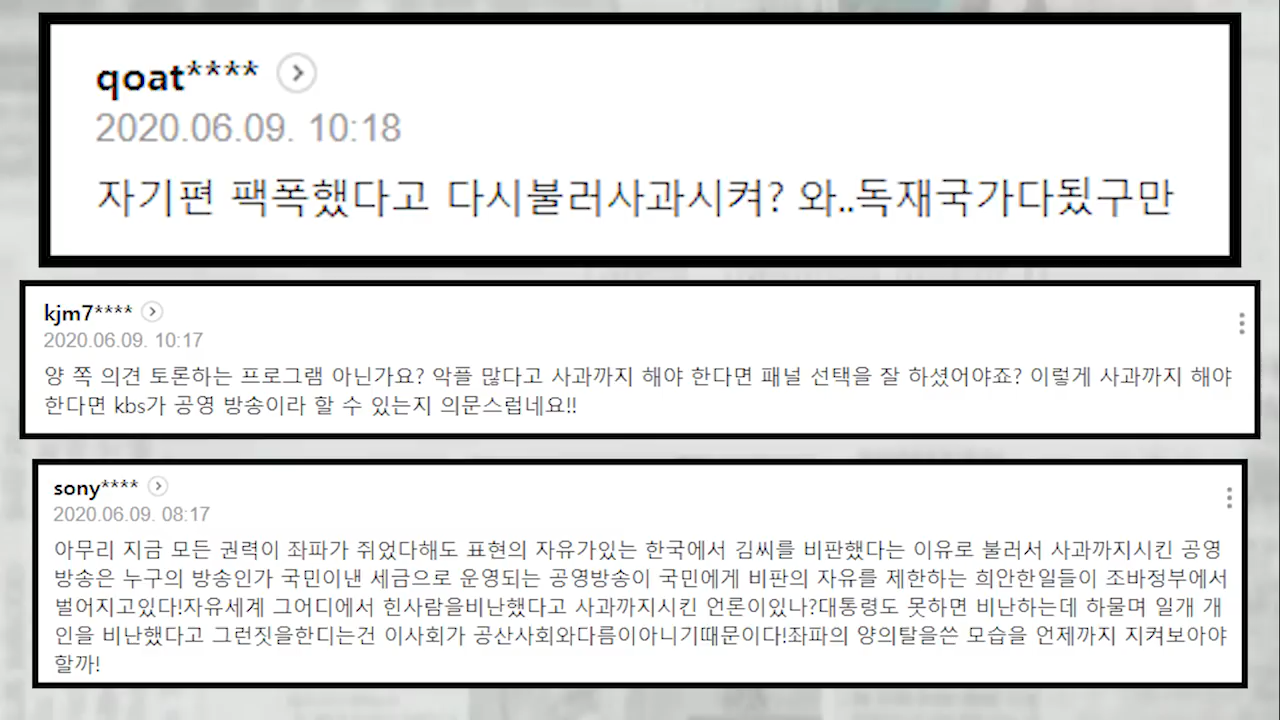 qoat****
2020.06.09. 10:18
자기편 팩폭했다고 다시불러사과시켜? 와..독재국가다됬구만
kjm7****
2020.06.09. 10:17
양 쪽 의견 토론하는 프로그램 아닌가요? 악플 많다고 사과까지 해야 한다면 패널 선택을 잘 하셨어야죠? 이렇게 사과까지 해야
한다면 kbs가 공영 방송이라 할 수 있는지 의문스럽네요!!
sony****
2020.06.09. 08:17
아무리 지금 모든 권력이 좌파가 쥐었다해도 표현의 자유가있는 한국에서 김씨를 비판했다는 이유로 불러서 사과까지시킨 공영
방송은 누구의 방송인가 국민이낸 세금으로 운영되는 공영방송이 국민에게 비판의 자유를 제한하는 희안한일들이 조바정부에서
벌어지고있다!자유세계 그어디에서 힌사람을비난했다고 사과까지시킨 언론이있나?대통령도 못하면 비난하는데 하물며 일개 개
인을 비난했다고 그런짓을한디는건 이사회가 공산사회와다름이아니기때문이다!좌파의 양의탈을쓴 모습을 언제까지 지켜보아야
할까!